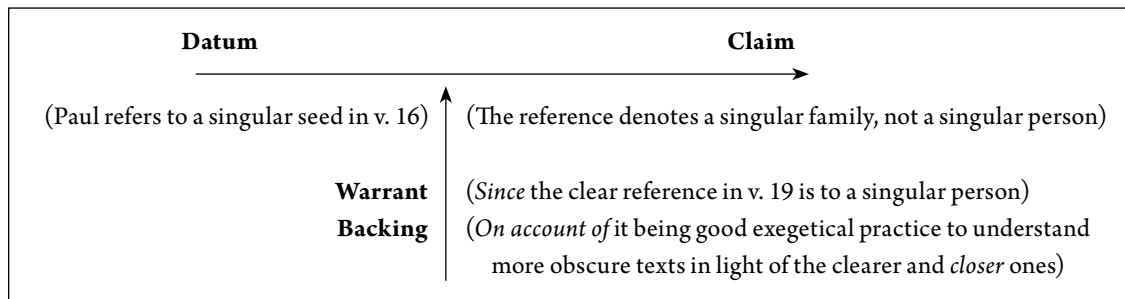 Datum Claim
(Paul refers to a singular seed in v. 16) (The reference denotes a singular family, not a singular person)
Warrant (Since the clear reference in v. 19 is to a singular person)
Backing (On account of it being good exegetical practice to understand
more obscure texts in light of the clearer and closer ones)